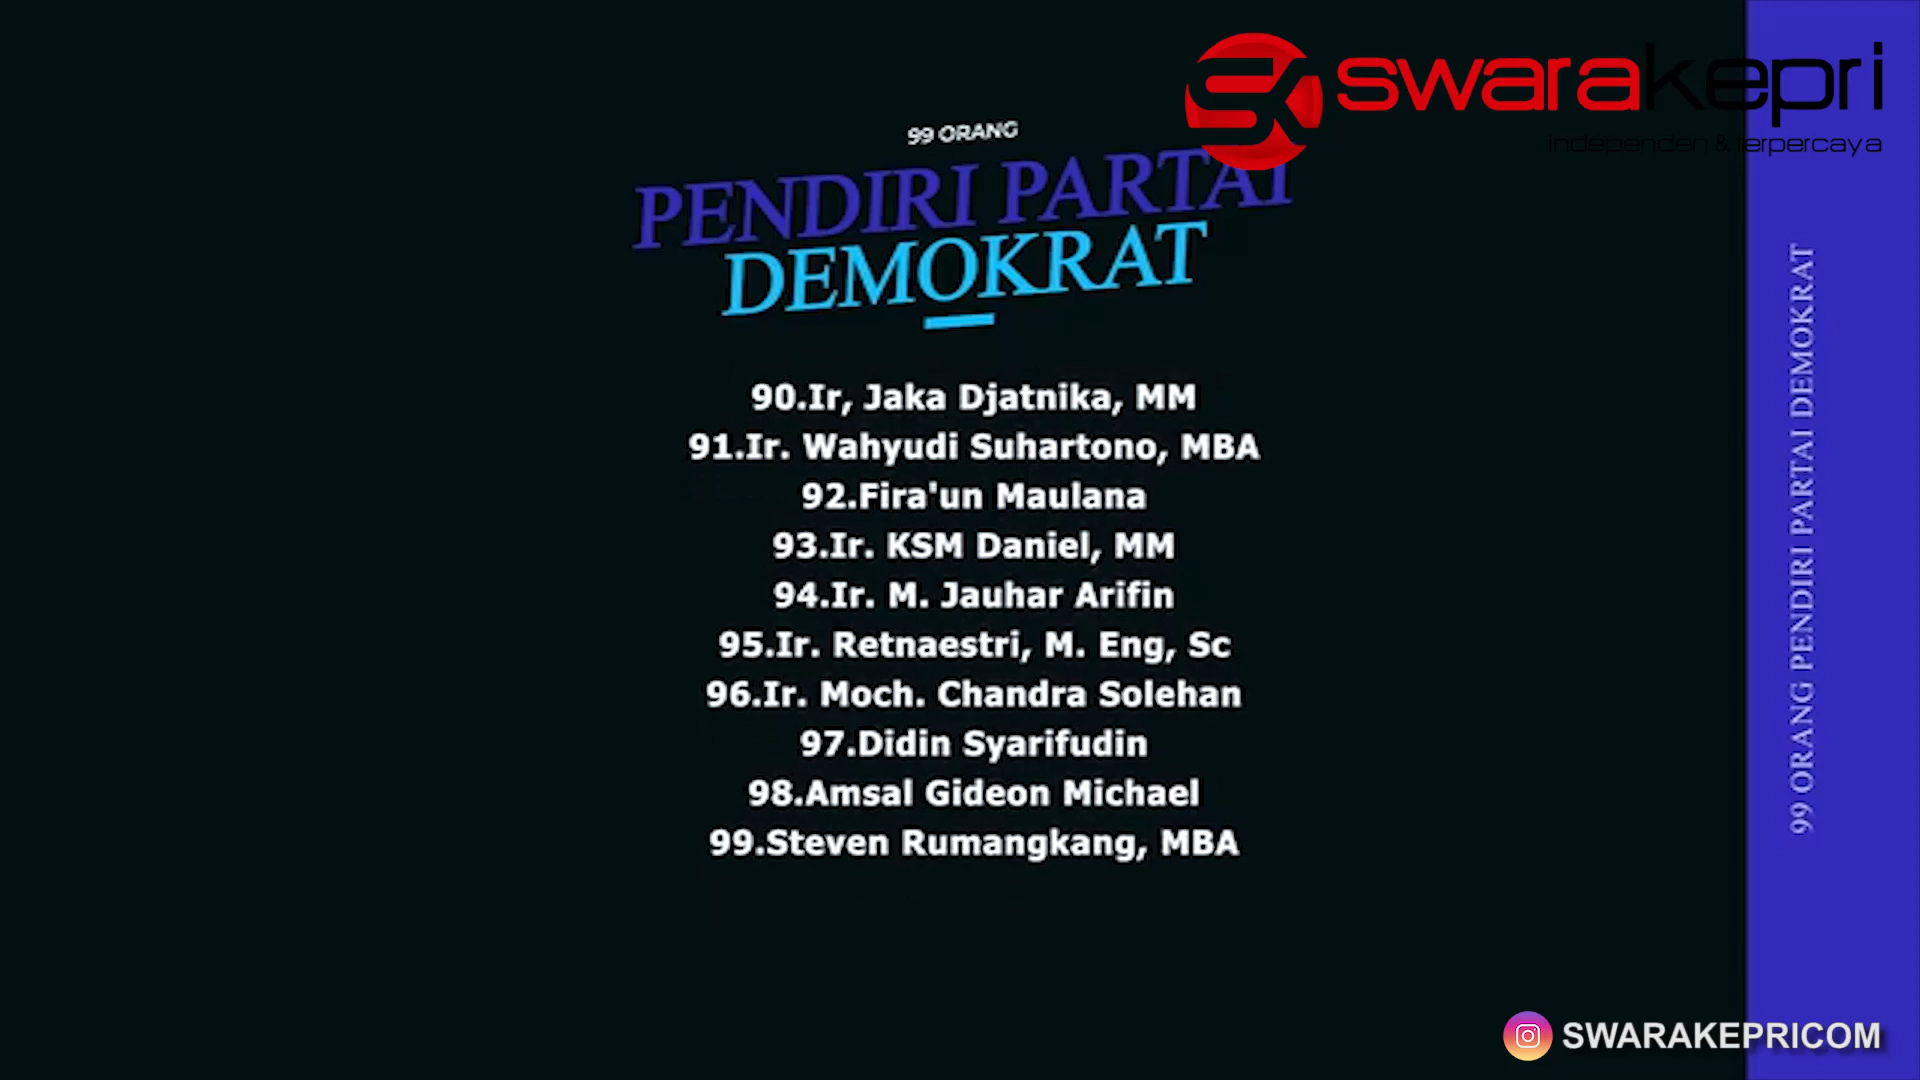 swarakepri
independen & terpercaya
99 ORANG
PENDIRI PARTAI
DEMOKRAT
90.Ir, Jaka Djatnika, MM
91.Ir. Wahyudi Suhartono, MBA
92.Fira'un Maulana
93.Ir. KSM Daniel, MM
94.Ir. M. Jauhar Arifin
95.Ir. Retnaestri, M. Eng, Sc
96.Ir. Moch. Chandra Solehan
97.Didin Syarifudin
98.Amsal Gideon Michael
99.Steven Rumangkang, MBA
99 ORANG PENDIRI PARTAI DEMOKRAT
SWARAKEPRICOM